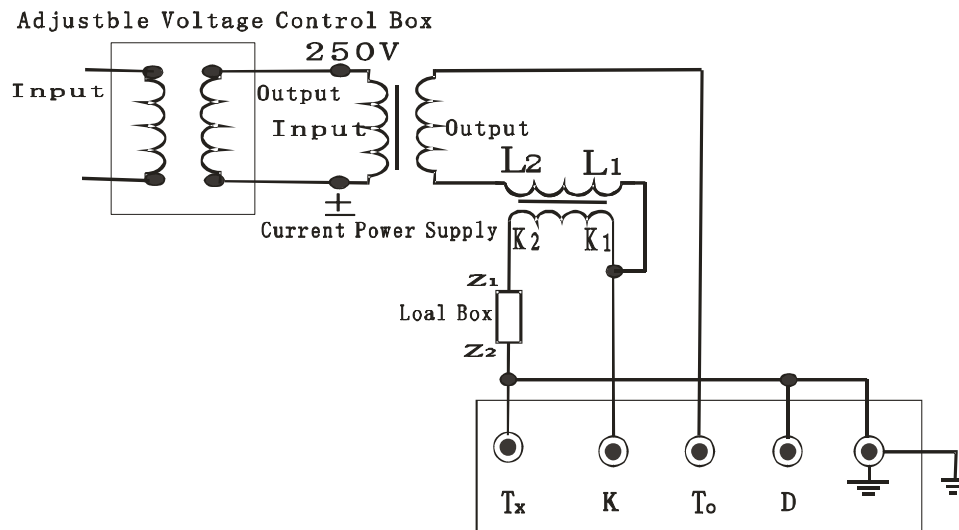 Adjustble Voltage Control Box
250V
Input
Output
Input
Output
L2 L1
Current Power Supply
K2 K1
Z1
Loal Box
Z2
Tx K To D